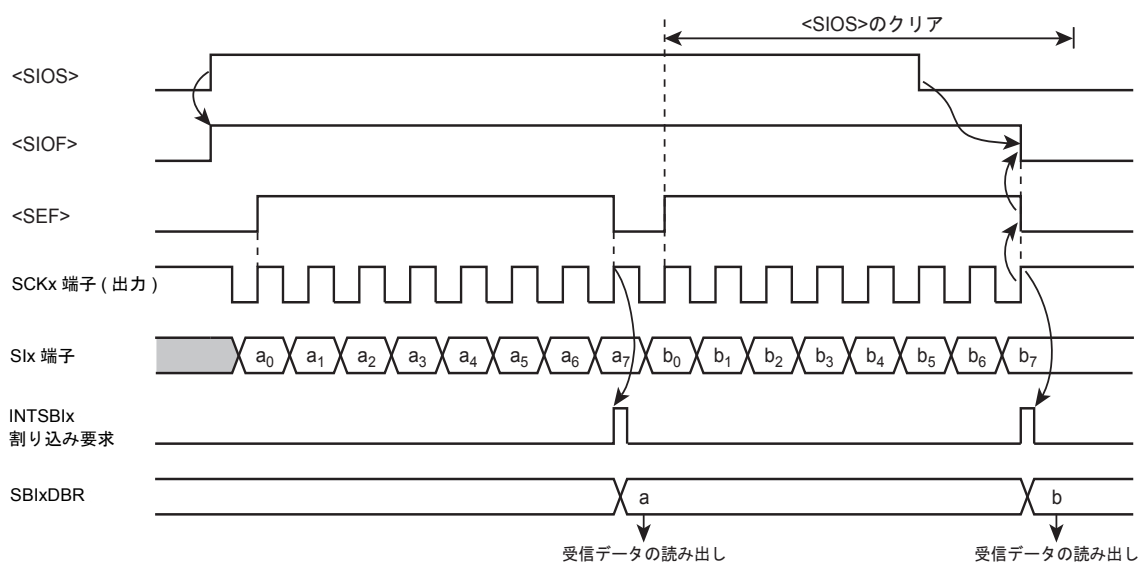 <SIOS>のクリア
<SIOS>
<SIOF>
<SEF>
SCKx 端子 ( 出力 )
SIx 端子
a0 a1 a2 a3 a4 a5 a6 a7 b0 b1 b2 b3 b4 b5 b6 b7
INTSBIx
割り込み要求
SBIxDBR
a b
受信データの読み出し 受信データの読み出し